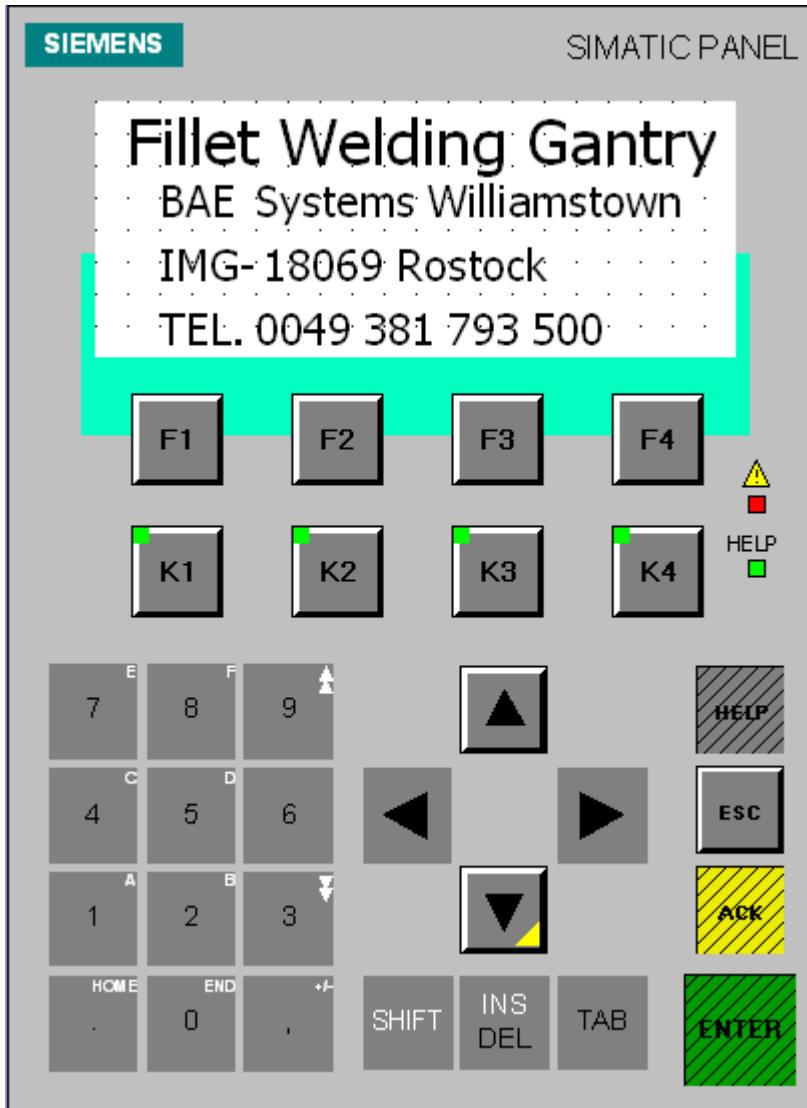 SIEMENS
SIMATIC PANEL
Fillet Welding Gantry
BAE Systems Williamstown
IMG- 18069 Rostock
TEL. 0049 381 793 500
F1 F2 F3 F4
HELP
K1 K2 K3 K4
E F
7 8 9
HELP
C D
4 5 6
ESC
A B
1 2 3
ACK
HOME END +/-
. 0 ,
SHIFT INS DEL TAB
ENTER